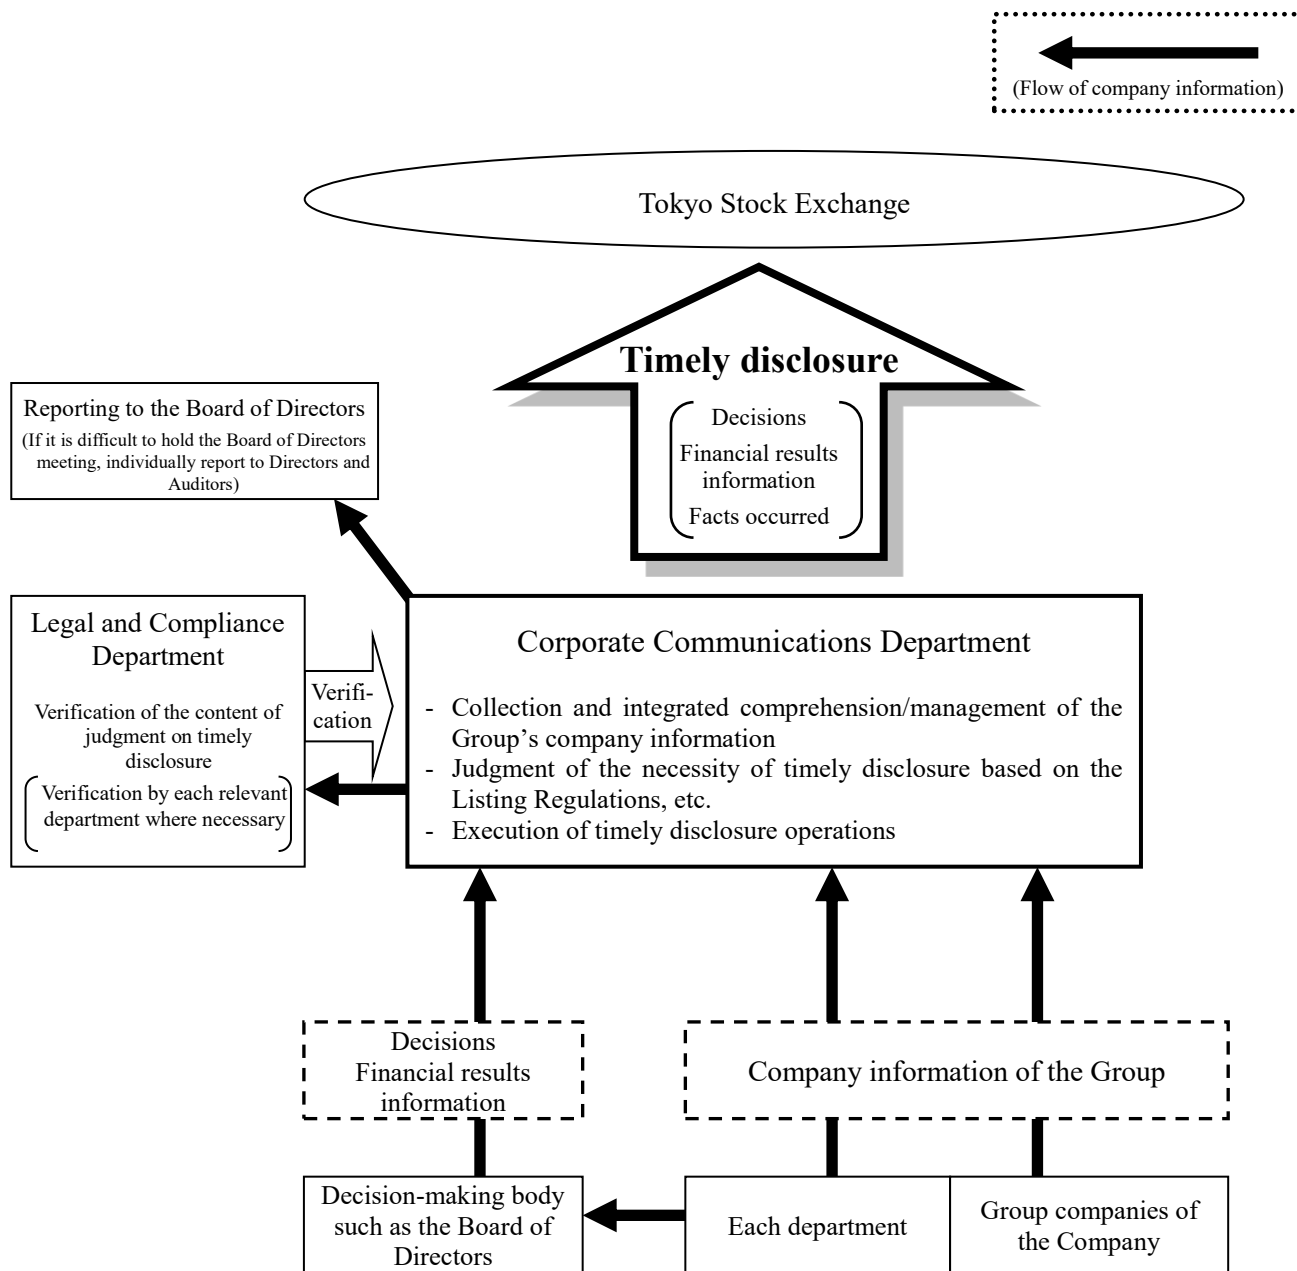 (Flow of company information)
Tokyo Stock Exchange
Timely disclosure
Decisions
Financial results
information
Facts occurred
Reporting to the Board of Directors
(If it is difficult to hold the Board of Directors
meeting, individually report to Directors and
Auditors)
Legal and Compliance
Department
Verification of the content of
judgment on timely
disclosure
Verification by each relevant
department where necessary
Verifi-
cation
Corporate Communications Department
- Collection and integrated comprehension/management of the
Group’s company information
- Judgment of the necessity of timely disclosure based on the
Listing Regulations, etc.
- Execution of timely disclosure operations
Decisions
Financial results
information
Company information of the Group
Decision-making body
such as the Board of
Directors
Each department
Group companies of
the Company